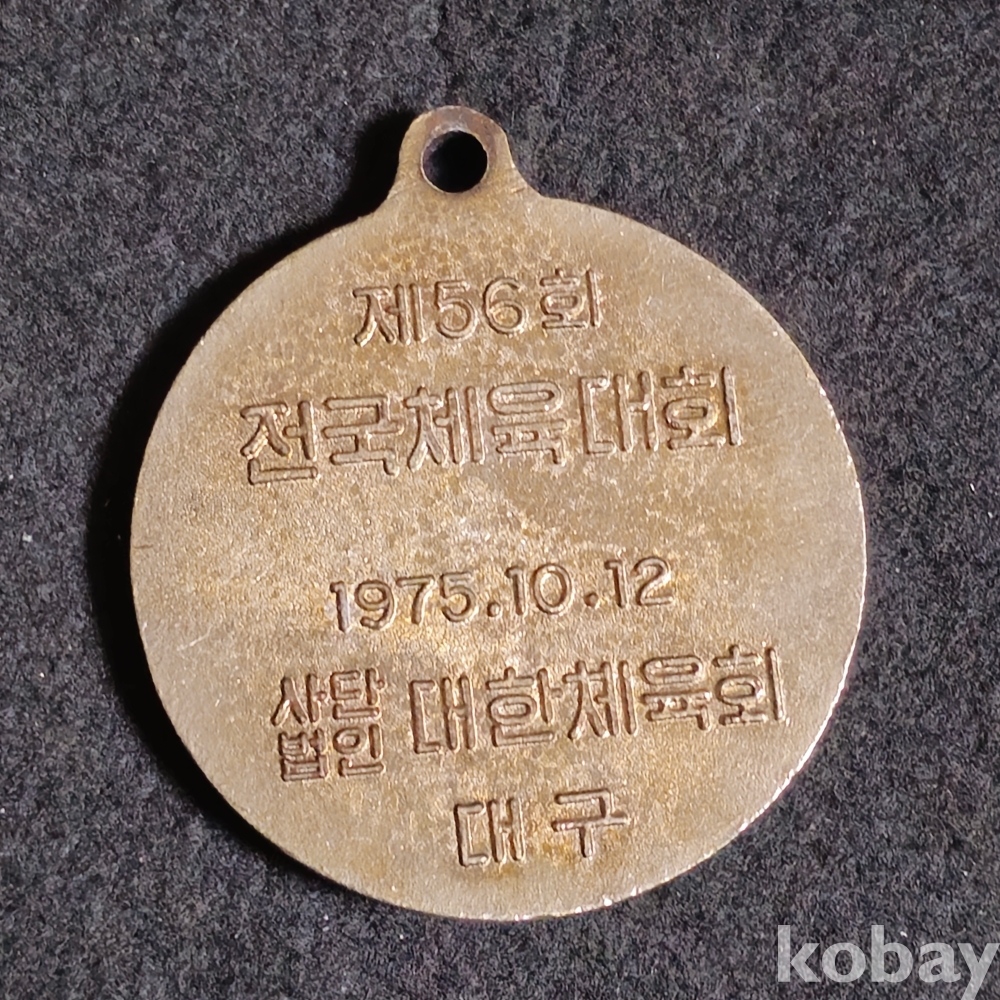 제56회
전국체육대회
1975.10.12
사단법인 대한체육회
대구
kobay